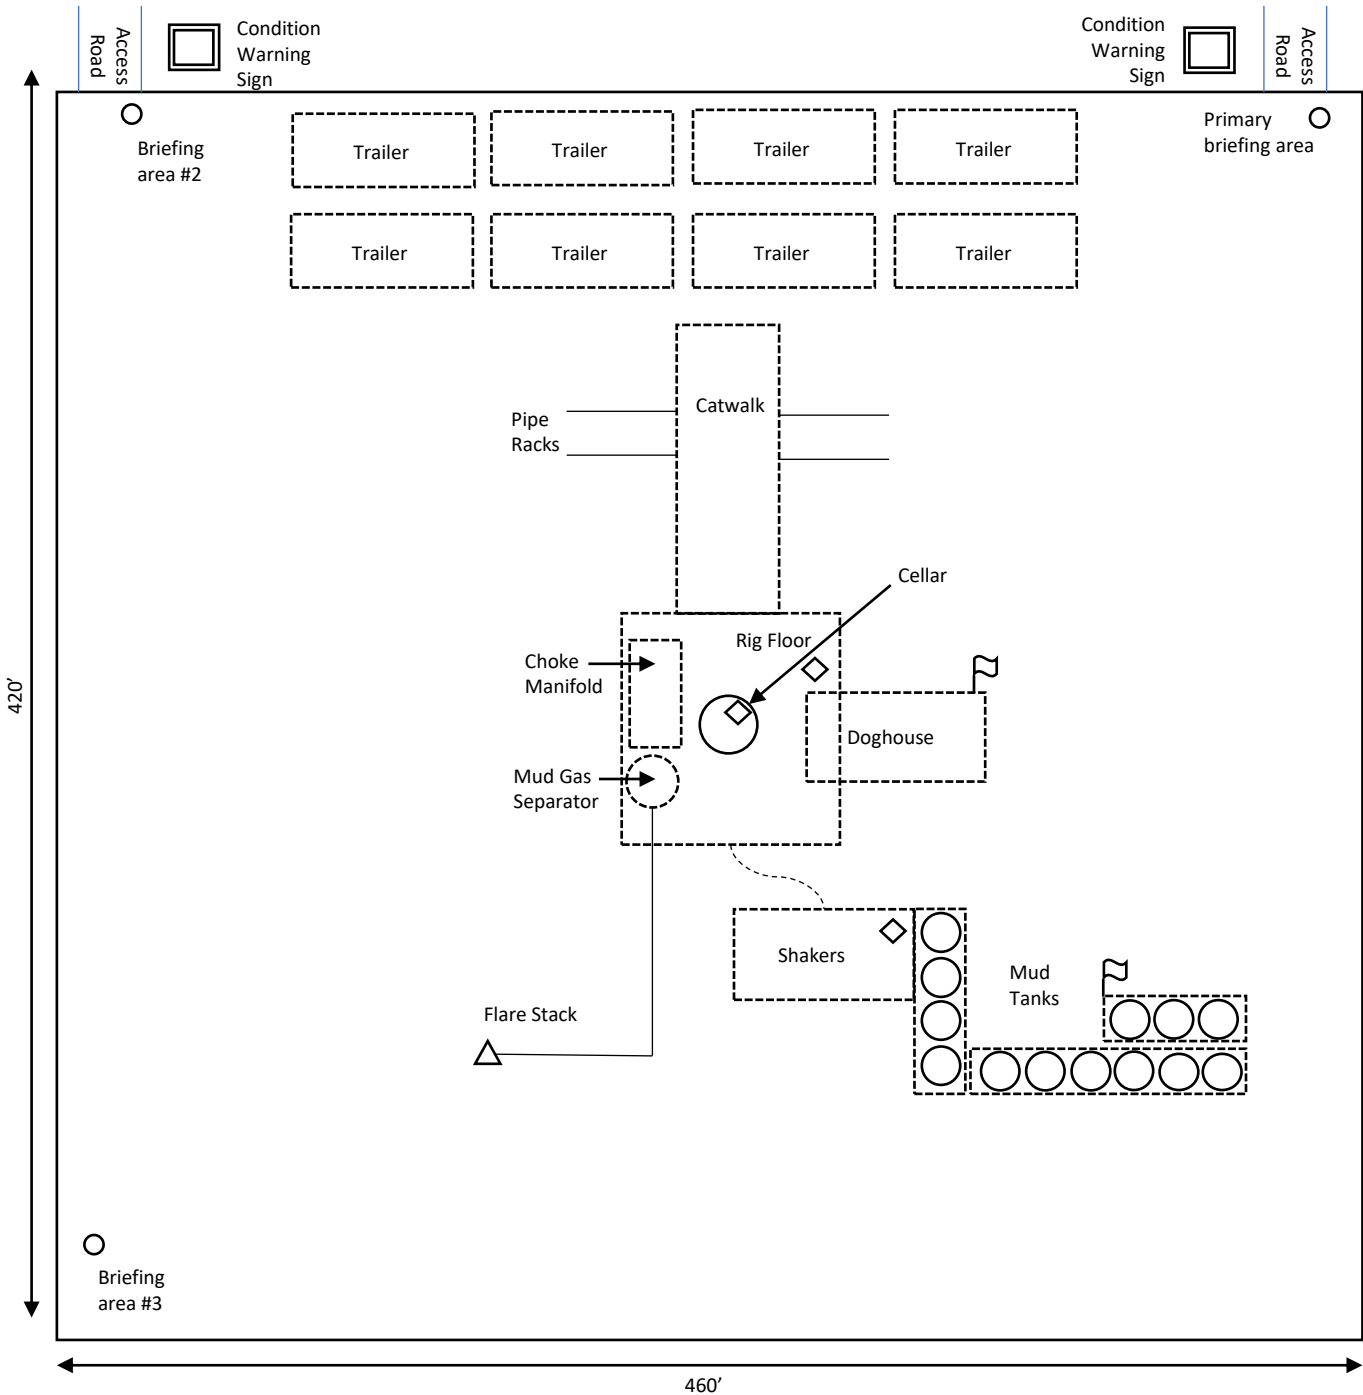 Access
Road
Condition
Warning
Sign
Condition
Warning
Sign
Access
Road
Briefing
area #2
Trailer
Trailer
Trailer
Trailer
Primary
briefing area
Trailer
Trailer
Trailer
Trailer
Pipe
Racks
Catwalk
Cellar
Rig Floor
Choke
Manifold
420’
Doghouse
Mud Gas
Separator
Shakers
Mud
Tanks
Flare Stack
Briefing
area #3
460’